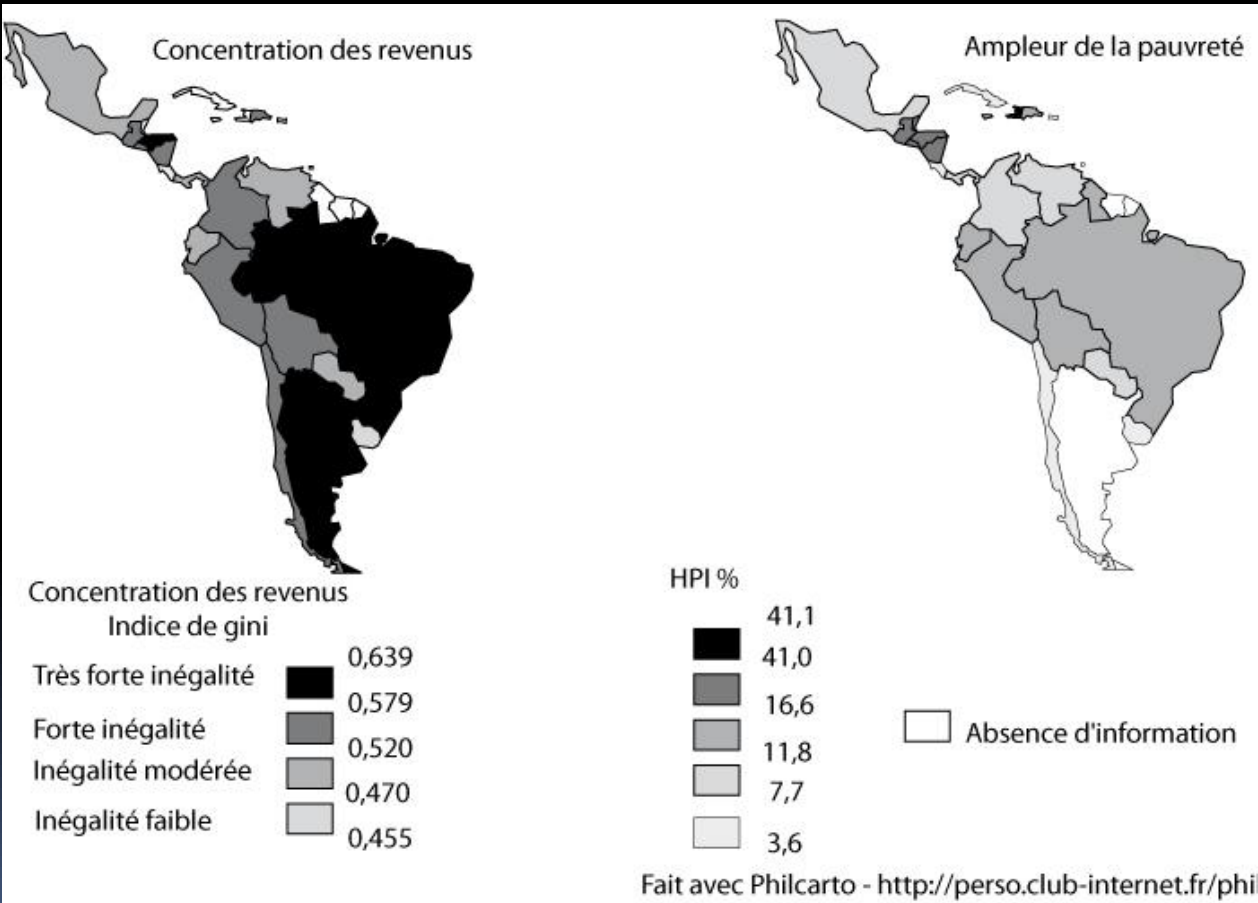 Concentration des revenus
Ampleur de la pauvreté
Concentration des revenus
Indice de gini
Très forte inégalité
Forte inégalité
Inégalité modérée
Inégalité faible
0,639
0,579
0,520
0,470
0,455
HPI %
41,1
41,0
16,6
11,8
7,7
3,6
Absence d'information
Fait avec Philcarto - http://perso.club-internet.fr/phil